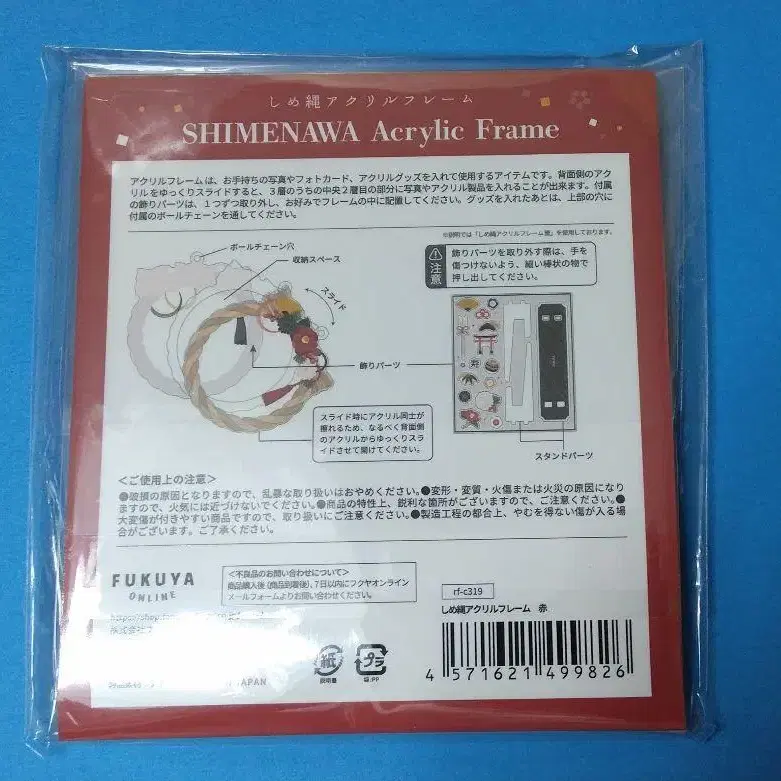 しめ縄アクリルフレーム
SHIMENAWA Acrylic Frame
アクリルフレームは、お手持ちの写真やフォトカード、アクリルグッズを入れて使用するアイテムです。背面側のアク
リルをゆっくりスライドすると、3層のうちの中央2層目の部分に写真やアクリル製品を入れることが出来ます。付属
の飾りパーツは、1つずつ取り外し、お好みでフレームの中に配置してください。グッズを入れたあとは、上部の穴に
付属のボールチェーンを通してください。
※説明では「しめ縄アクリルフレーム
を使用しております。
ボールチェーン穴
収納スペース
スライド
注意
飾りパーツを取り外す際は、手を
傷つけないよう、細い棒状の物で
押し出してください。
飾りパーツ
スライド時にアクリル同士が
擦れるため、なるべく背面側
のアクリルからゆっくりスラ
イドさせて開けてください。
スタンドパーツ
＜ご使用上の注意＞
●破損の原因となりますので、乱暴な取り扱いはおやめください。●変形・変質・火傷または火災の原因になり
ますので、火気には近づけないでください。●商品の特性上、鋭利な箇所がございますので、ご注意ください。●
大変傷が付きやすい商品ですので、取り扱いにご注意ください。●製造工程の都合上、やむを得ない傷が入る場
合がございます。ご了承ください。
FUKUYA
ONLINE
＜不良品のお問い合わせについて＞
商品購入後（商品到着後）、7日以内にフクヤオンライン
メールフォームよりお問い合わせください。
https://shop.
株式会社
JAPAN
紙
説明書
プラ
袋:PP
rf-c319
しめ縄アクリルフレーム 赤
4 571621 499826